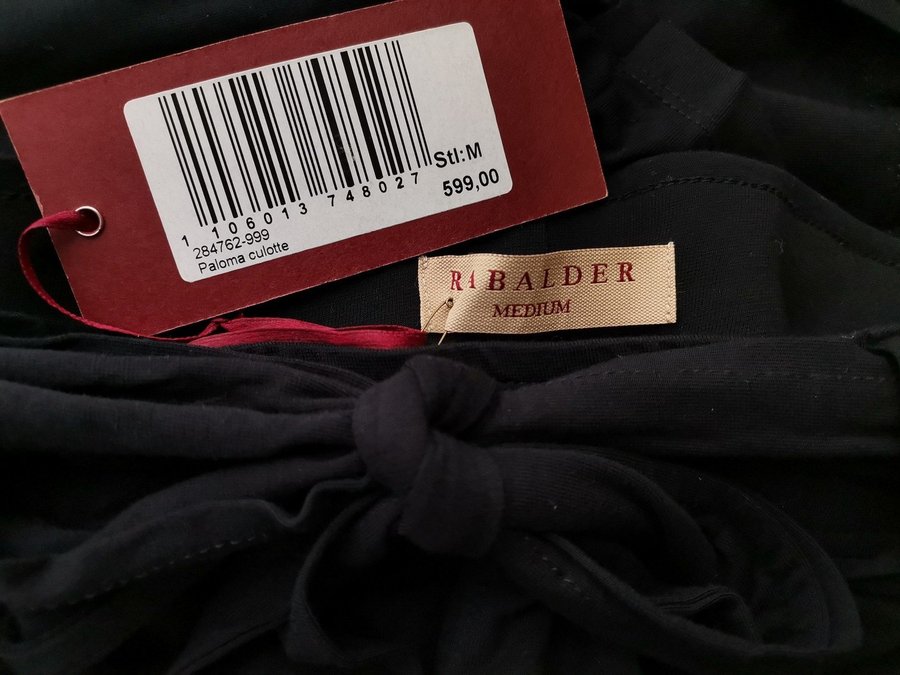 Stl:M
599,00
1 106013 748027
284762-999
Paloma culotte
RABALDER
MEDIUM